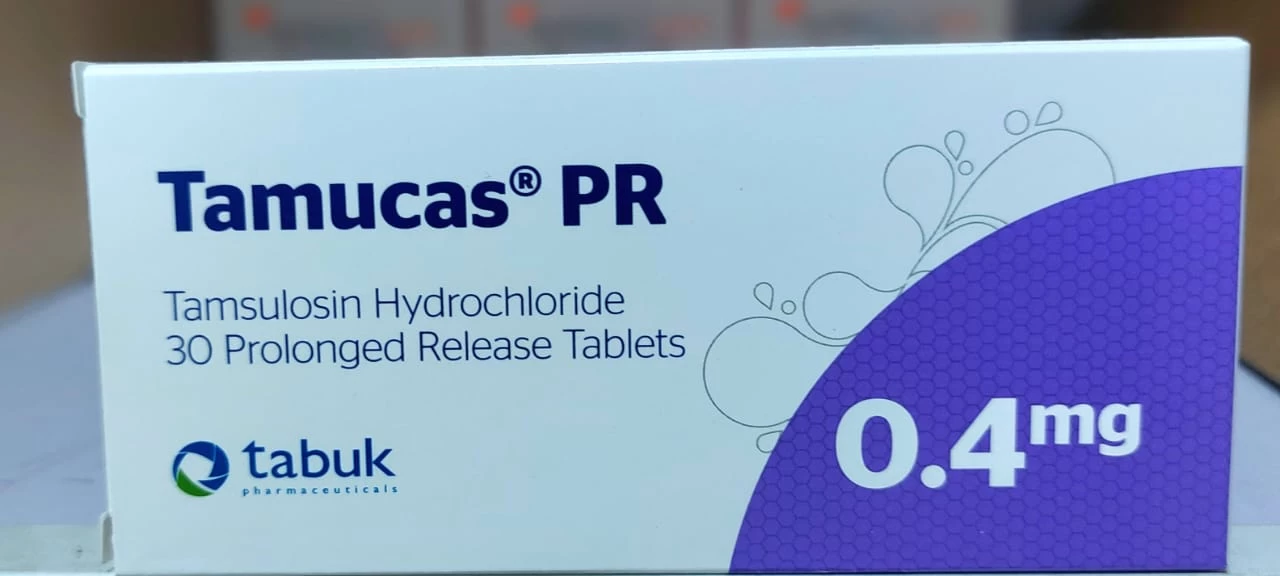 Tamucas® PR
Tamsulosin Hydrochloride
30 Prolonged Release Tablets
tabuk
pharmaceuticals
0.4mg